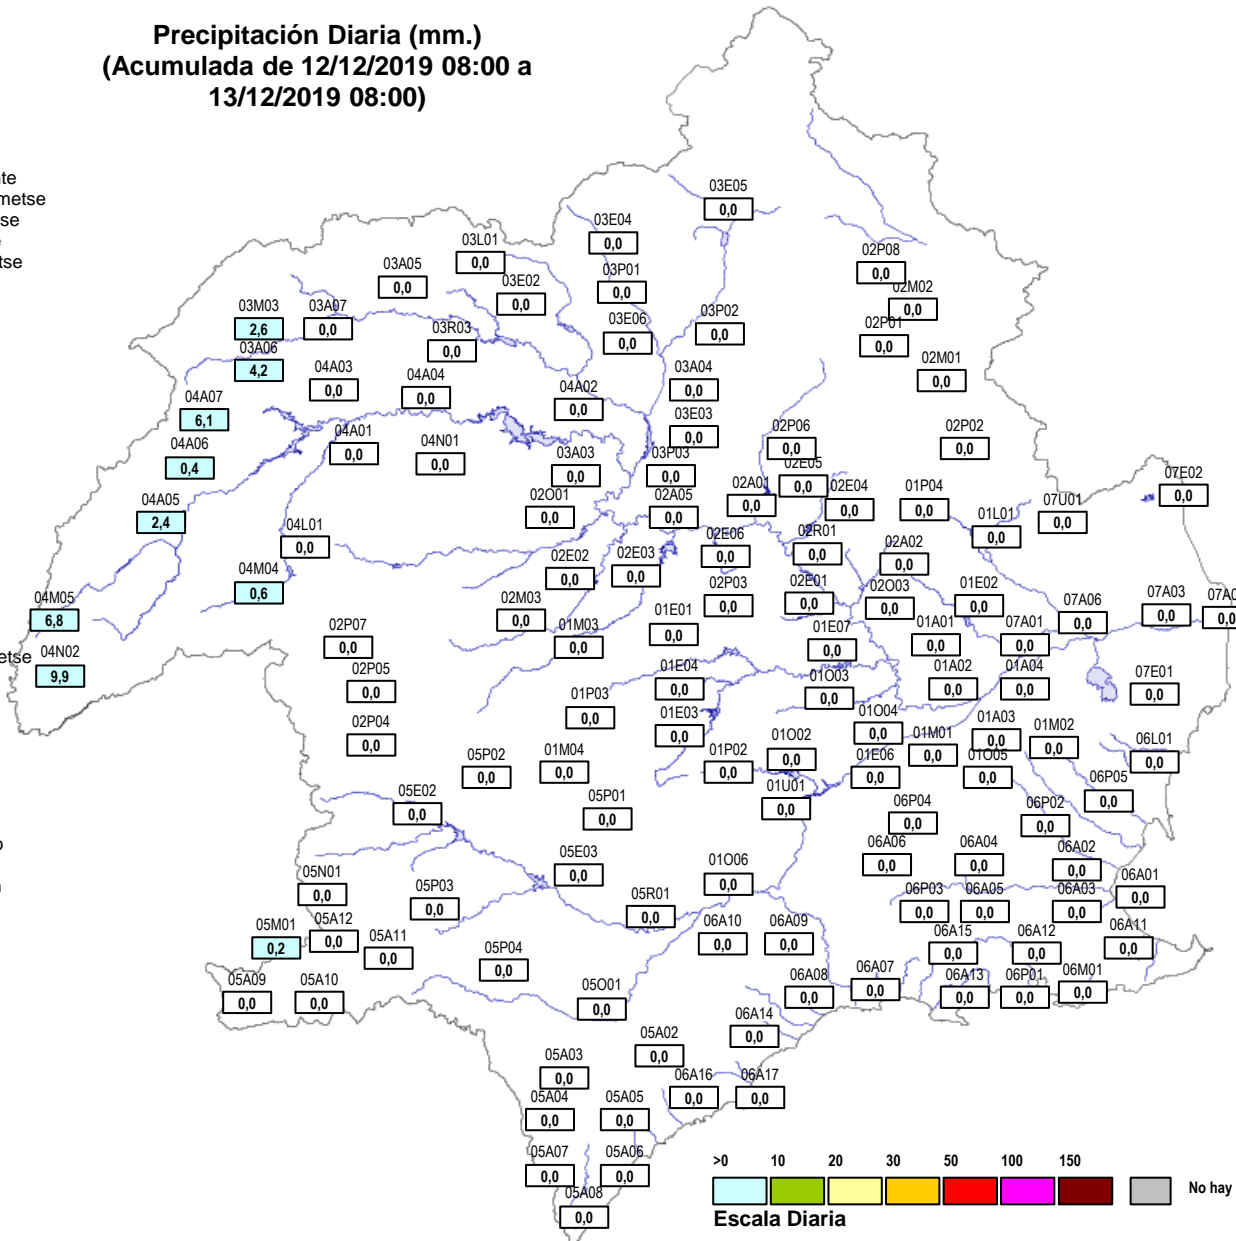 Precipitación Diaria (mm.)
(Acumulada de 12/12/2019 08:00 a
13/12/2019 08:00)
03E05
0,0
03E04
0,0
03L01
0,0
02P08
0,0
03A05
0,0
03P01
0,0
03E02
0,0
02M02
0,0
03M03
2,6
03A07
0,0
03P02
0,0
03E06
0,0
02P01
0,0
03R03
0,0
03A06
4,2
02M01
0,0
04A03
0,0
03A04
0,0
04A04
0,0
04A02
0,0
04A07
6,1
03E03
0,0
02P06
0,0
02P02
0,0
04A01
0,0
04N01
0,0
04A06
0,4
03A03
0,0
03P03
0,0
02E05
0,0
07E02
0,0
02A01
0,0
02E04
0,0
01P04
0,0
04A05
2,4
02O01
0,0
02A05
0,0
07U01
0,0
01L01
0,0
04L01
0,0
02E06
0,0
02R01
0,0
02A02
0,0
02E02
0,0
02E03
0,0
04M04
0,6
02P03
0,0
02E01
0,0
02O03
0,0
01E02
0,0
04M05
6,8
02M03
0,0
07A06
0,0
07A03
0,0
07A0
0,0
01E01
0,0
02P07
0,0
01M03
0,0
01E07
0,0
01A01
0,0
07A01
0,0
etse
04N02
9,9
02P05
0,0
01E04
0,0
01O03
0,0
01A02
0,0
01A04
0,0
07E01
0,0
01P03
0,0
02P04
0,0
01E03
0,0
01O04
0,0
01A03
0,0
01M02
0,0
01M01
0,0
06L01
0,0
05P02
0,0
01M04
0,0
01P02
0,0
01O02
0,0
01E06
0,0
01O05
0,0
06P05
0,0
05E02
0,0
05P01
0,0
01U01
0,0
06P04
0,0
06P02
0,0
05E03
0,0
01O06
0,0
06A06
0,0
06A04
0,0
06A02
0,0
05N01
0,0
05P03
0,0
06A01
0,0
05R01
0,0
06P03
0,0
06A05
0,0
06A03
0,0
05M01
0,2
05A12
0,0
05A11
0,0
06A10
0,0
06A09
0,0
06A15
0,0
06A12
0,0
06A11
0,0
05P04
0,0
05A09
0,0
05A10
0,0
05O01
0,0
06A08
0,0
06A07
0,0
06A13
0,0
06P01
0,0
06M01
0,0
05A02
0,0
06A14
0,0
05A03
0,0
06A16
0,0
06A17
0,0
05A04
0,0
05A05
0,0
05A07
0,0
05A06
0,0
05A08
0,0
>0 10 20 30 50 100 150
No hay
Escala Diaria